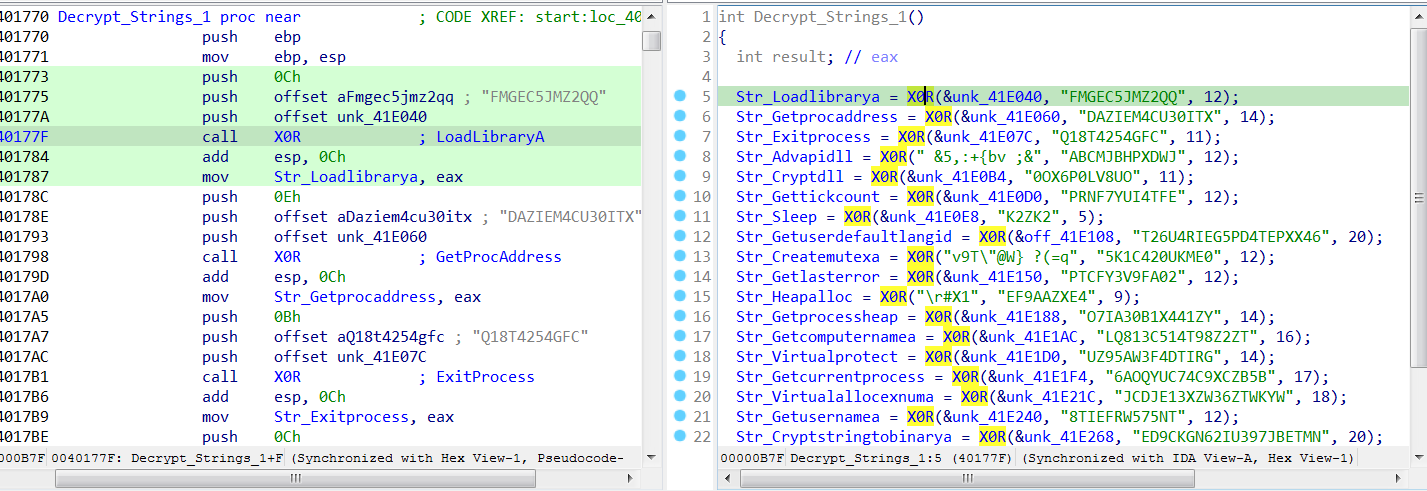 401770 Decrypt_Strings_1 proc near ; CODE XREF: start:loc_40
401770 push ebp
401771 mov ebp, esp
401773 push 0Ch
401775 push offset aFmgec5jmz2qq ; "FMGEC5JMZ2QQ"
40177A push offset unk_41E040
40177F call X0R ; LoadLibraryA
401784 add esp, 0Ch
401787 mov Str_Loadlibrarya, eax
40178C push 0Eh
40178E push offset aDaziem4cu30itx ; "DAZIEM4CU30ITX"
401793 push offset unk_41E060
401798 call X0R ; GetProcAddress
40179D add esp, 0Ch
4017A0 mov Str_Getprocaddress, eax
4017A5 push 0Bh
4017A7 push offset aQ18t4254gfc ; "Q18T4254GFC"
4017AC push offset unk_41E07C
4017B1 call X0R ; ExitProcess
4017B6 add esp, 0Ch
4017B9 mov Str_Exitprocess, eax
4017BE push 0Ch
0000B7F 0040177F: Decrypt_Strings_1+F (Synchronized with Hex View-1, Pseudocode-
1 int Decrypt_Strings_1()
2 {
3 int result; // eax
4
5 Str_Loadlibrarya = X0R(&unk_41E040, "FMGEC5JMZ2QQ", 12);
6 Str_Getprocaddress = X0R(&unk_41E060, "DAZIEM4CU30ITX", 14);
7 Str_Exitprocess = X0R(&unk_41E07C, "Q18T4254GFC", 11);
8 Str_Advapidll = X0R(" &5,:+{bv ;&", "ABCMJBHPXDWJ", 12);
9 Str_Cryptdll = X0R(&unk_41E0B4, "0OX6P0LV8UO", 11);
10 Str_Gettickcount = X0R(&unk_41E0D0, "PRNF7YUI4TFE", 12);
11 Str_Sleep = X0R(&unk_41E0E8, "K2ZK2", 5);
12 Str_Getuserdefaultlangid = X0R(&off_41E108, "T26U4RIEG5PD4TEPXX46", 20);
13 Str_Createmutexa = X0R("v9T\"@W} ?(=q", "5K1C420UKME0", 12);
14 Str_Getlasterror = X0R(&unk_41E150, "PTCFY3V9FA02", 12);
15 Str_Heapalloc = X0R("\r#X1", "EF9AAZXE4", 9);
16 Str_Getprocessheap = X0R(&unk_41E188, "O7IA30B1X441ZY", 14);
17 Str_Getcomputernamea = X0R(&unk_41E1AC, "LQ813C514T98Z2ZT", 16);
18 Str_Virtualprotect = X0R(&unk_41E1D0, "UZ95AW3F4DTIRG", 14);
19 Str_Getcurrentprocess = X0R(&unk_41E1F4, "6AOQYUC74C9XCZB5B", 17);
20 Str_Virtualallocexnuma = X0R(&unk_41E21C, "JCDJE13XZW36ZTWKYW", 18);
21 Str_Getusernamea = X0R(&unk_41E240, "8TIEFRW575NT", 12);
22 Str_Cryptstringtobinarya = X0R(&unk_41E268, "ED9CKGN62IU397JBETMN", 20);
00000B7F Decrypt_Strings_1:5 (40177F) (Synchronized with IDA View-A, Hex View-1)